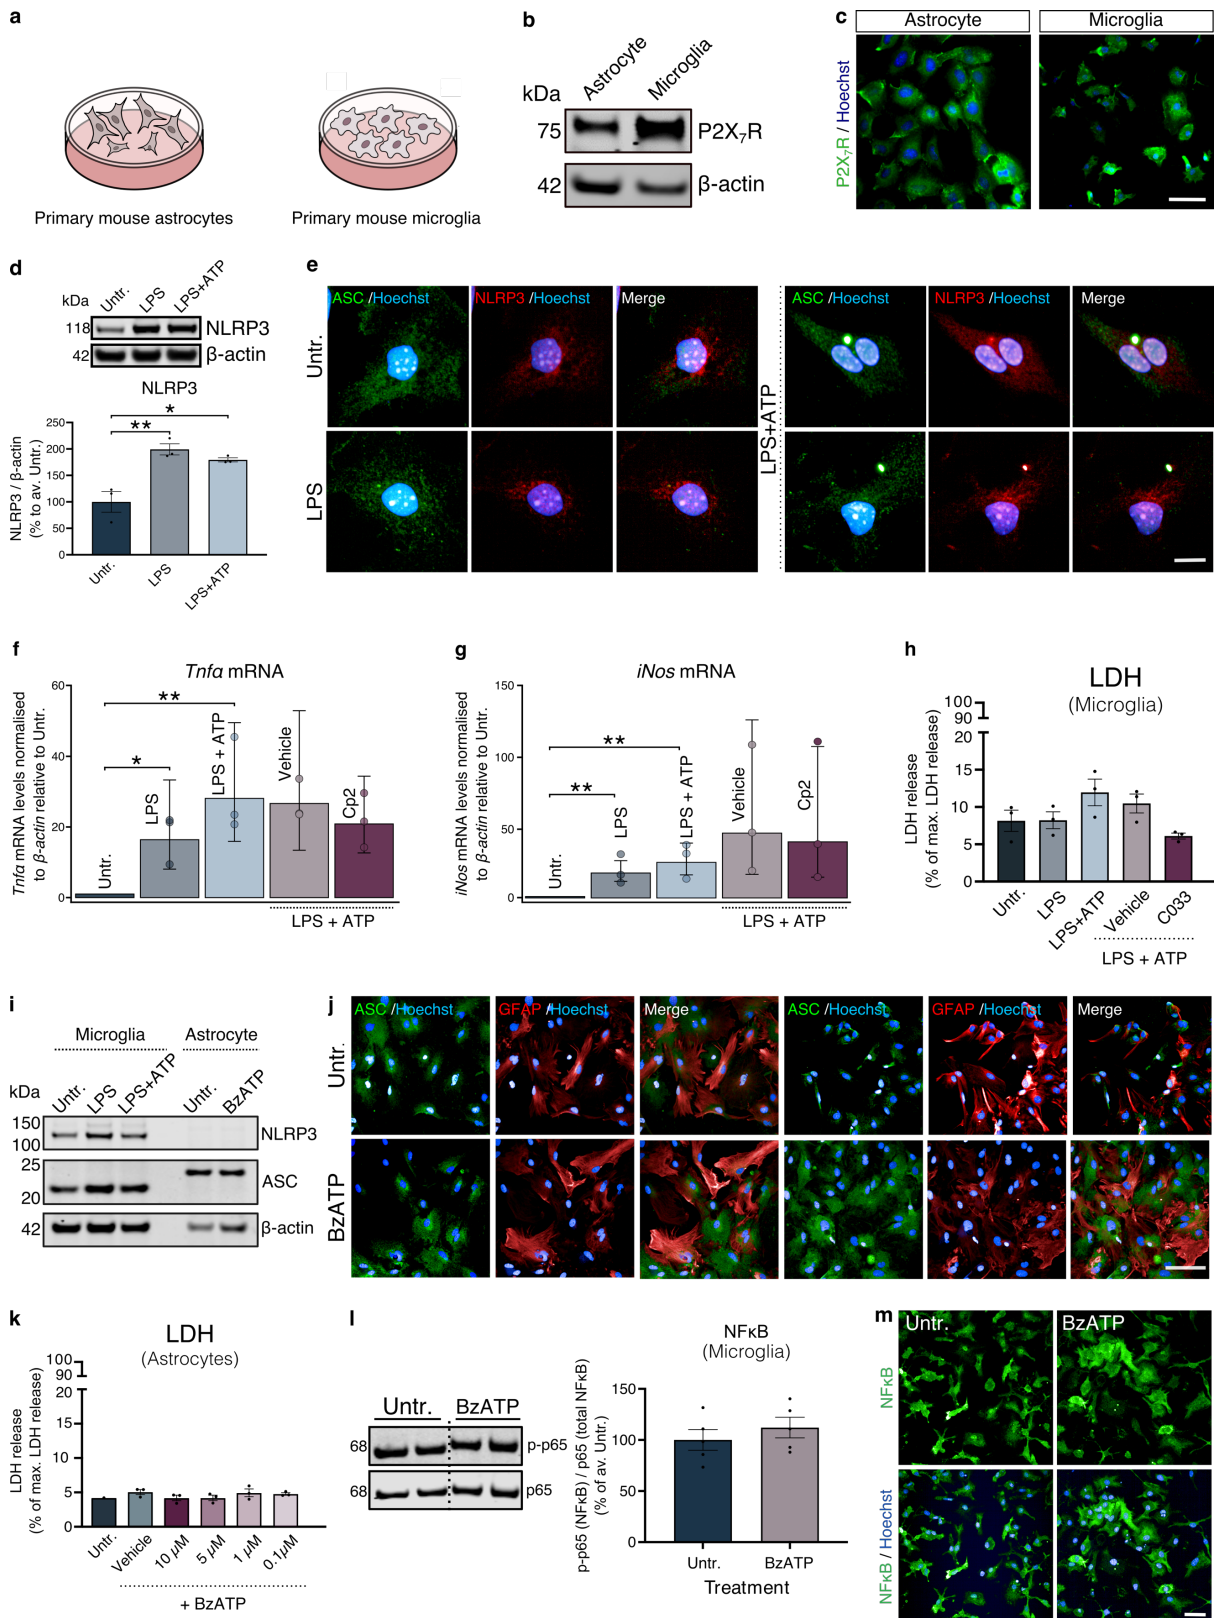 a
Primary mouse astrocytes
Primary mouse microglia
b
Astrocyte
Microglia
kDa
75
P2X₇R
42
β-actin
c
Astrocyte
Microglia
P2X₇R / Hoechst
d
kDa
Untr.
LPS
LPS+ATP
118
NLRP3
42
β-actin
NLRP3
NLRP3 / β-actin
(% to av. Untr.)
250
200
150
100
50
0
*
**
Untr.
LPS
LPS+ATP
e
ASC /Hoechst
NLRP3 /Hoechst
Merge
ASC /Hoechst
NLRP3 /Hoechst
Merge
Untr.
LPS
LPS+ATP
f
Tnfα mRNA
Tnfα mRNA levels normalised
to β-actin relative to Untr.
60
40
20
0
**
*
Untr.
LPS
LPS + ATP
Vehicle
Cp2
LPS + ATP
g
iNos mRNA
iNos mRNA levels normalised
to β-actin relative to Untr.
150
100
50
0
**
**
Untr.
LPS
LPS + ATP
Vehicle
Cp2
LPS + ATP
h
LDH
(Microglia)
LDH release
(% of max. LDH release)
100
90
20
15
10
5
0
Untr.
LPS
LPS+ATP
Vehicle
C033
LPS + ATP
i
Microglia
Astrocyte
kDa
Untr.
LPS
LPS+ATP
Untr.
BzATP
150
100
NLRP3
25
20
ASC
42
β-actin
j
ASC /Hoechst
GFAP /Hoechst
Merge
ASC /Hoechst
GFAP /Hoechst
Merge
Untr.
BzATP
k
LDH
(Astrocytes)
LDH release
(% of max. LDH release)
100
90
20
15
10
5
0
Untr.
Vehicle
10 µM
5 µM
1 µM
0.1µM
+ BzATP
l
Untr.
BzATP
68
p-p65
68
p65
NFκB
(Microglia)
p-p65 (NFκB) / p65 (total NFκB)
(% of av. Untr.)
150
100
50
0
Untr.
BzATP
Treatment
m
Untr.
BzATP
NFκB
NFκB / Hoechst